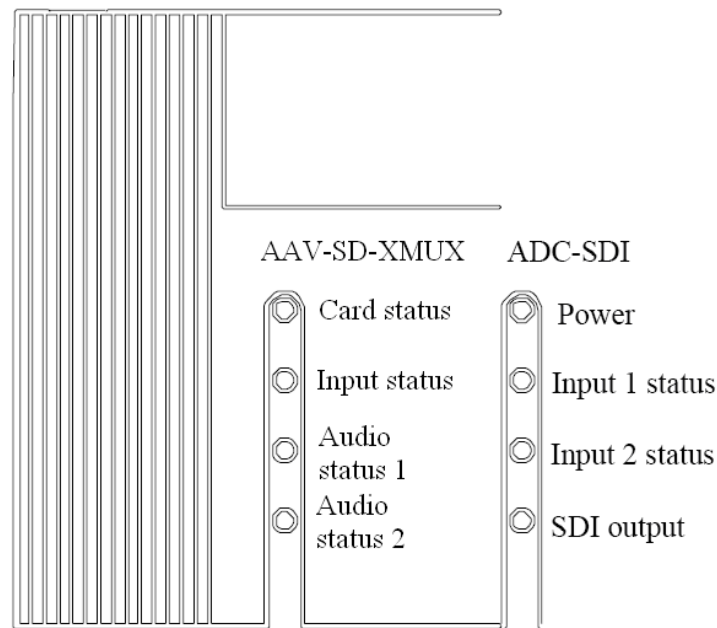 AAV-SD-XMUX
Card status
Input status
Audio
status 1
Audio
status 2
ADC-SDI
Power
Input 1 status
Input 2 status
SDI output